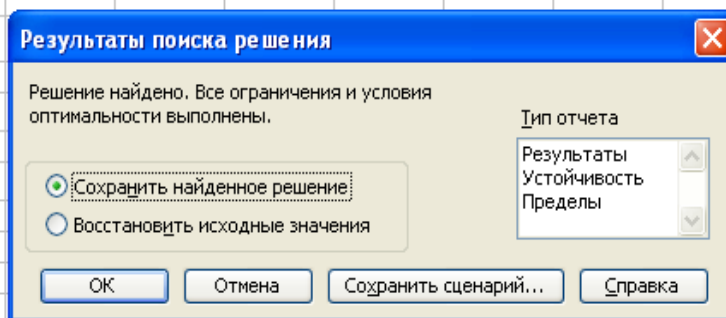 Результаты поиска решения
Решение найдено. Все ограничения и условия
оптимальности выполнены.
Тип отчета
Результаты
Устойчивость
Пределы
Сохранить найденное решение
Восстановить исходные значения
ОК
Отмена
Сохранить сценарий...
Справка